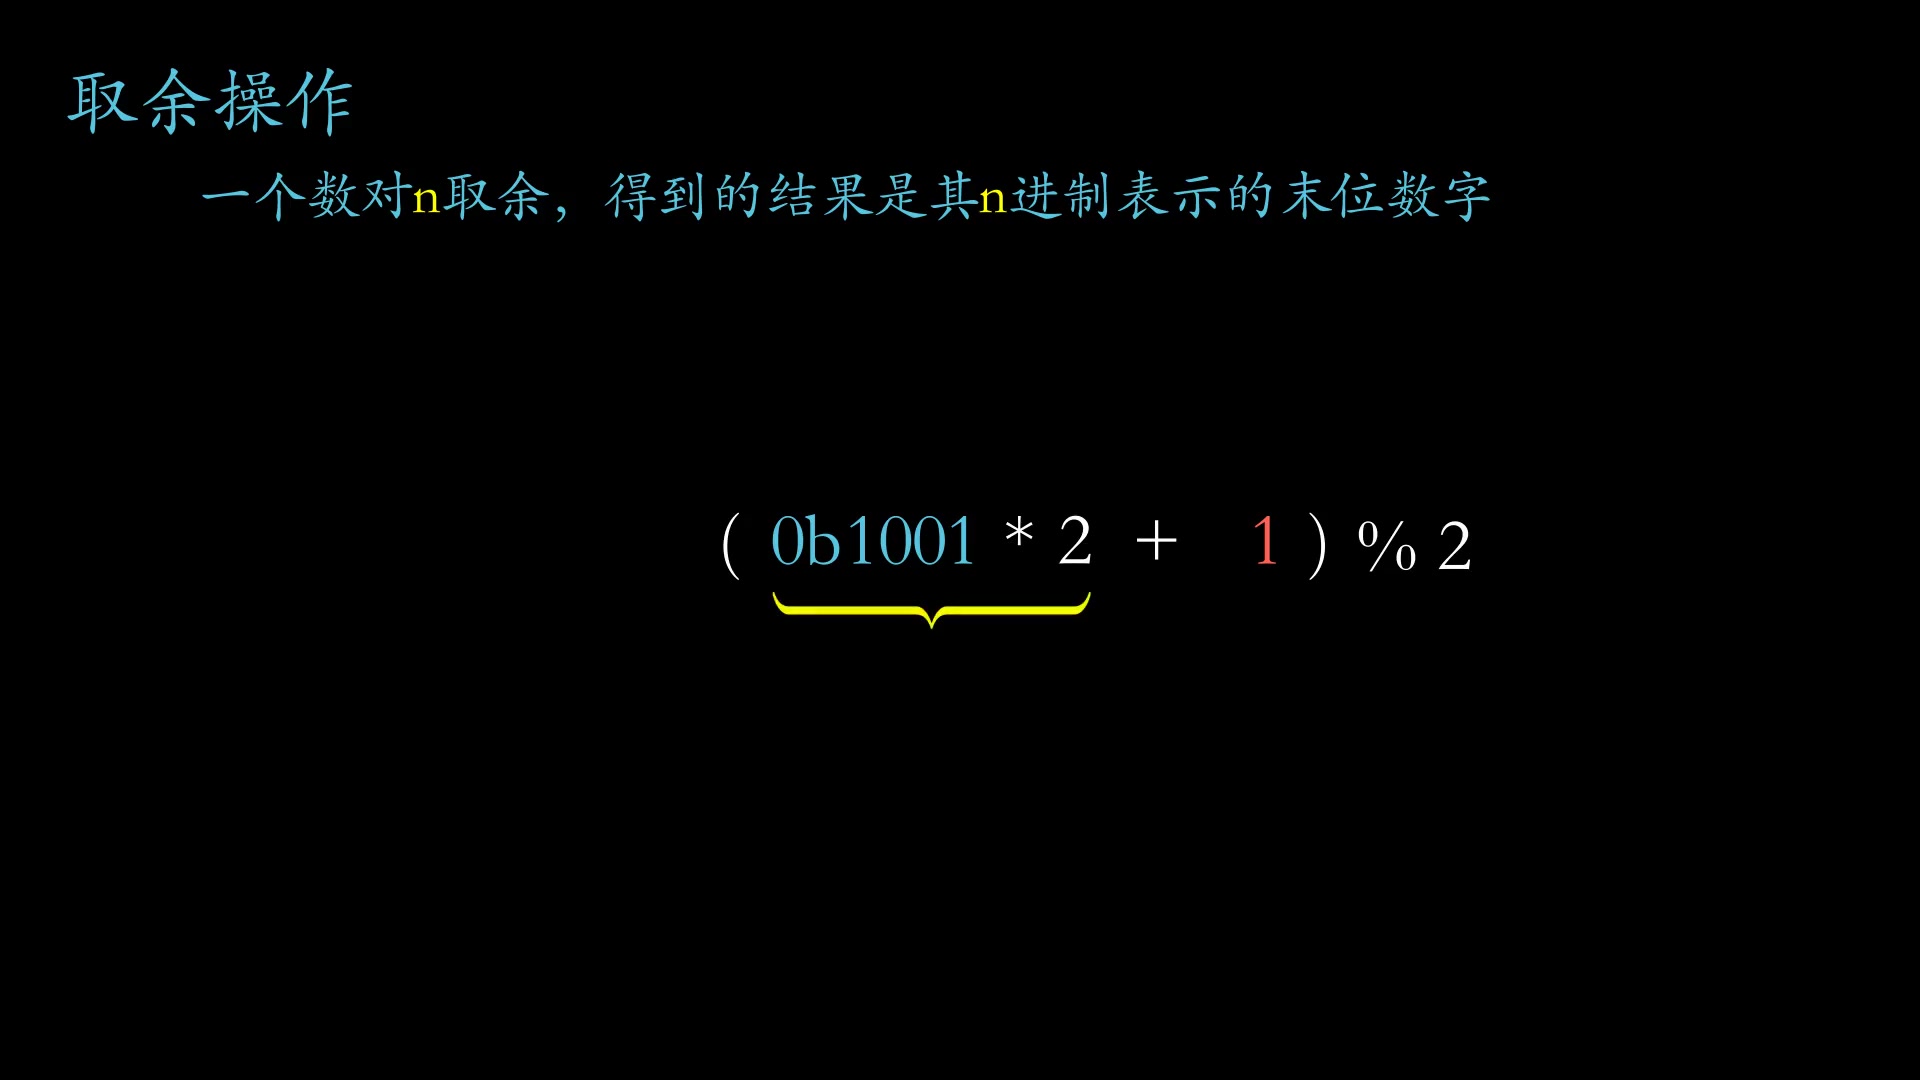 取余操作
一个数对n取余，得到的结果是其n进制表示的末位数字
( 0b1001 * 2 + 1 ) % 2